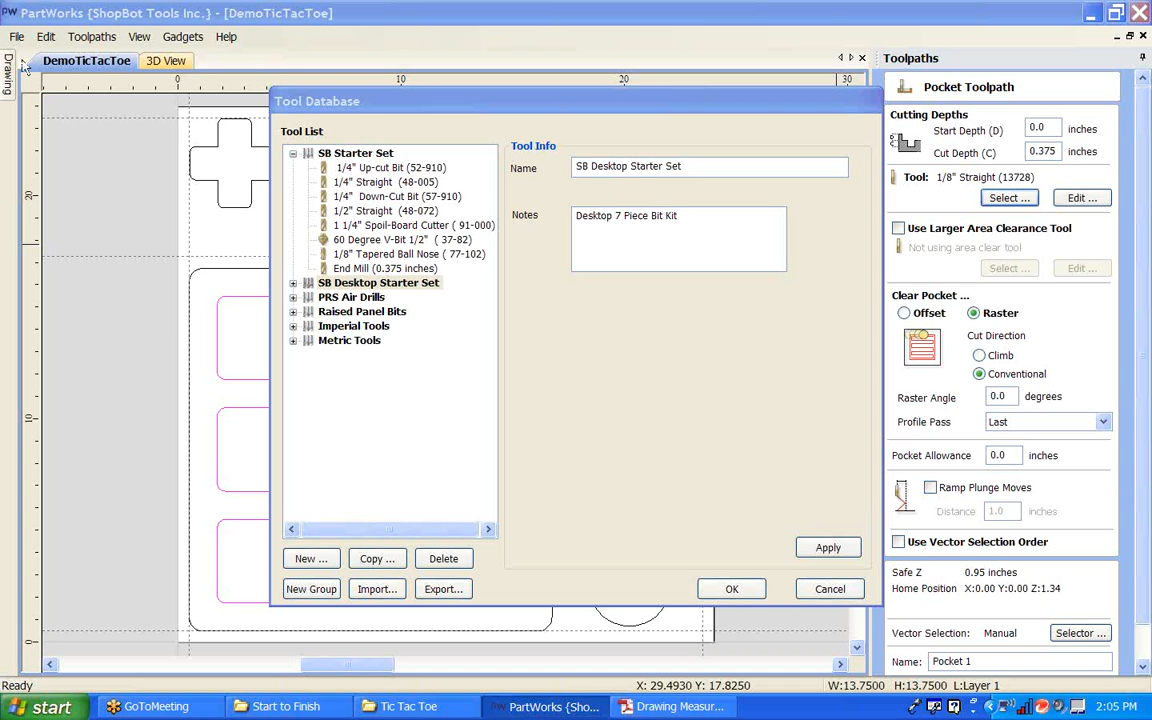 PW PartWorks {ShopBot Tools Inc.} - [DemoTicTacToe]
File Edit Toolpaths View Gadgets Help
Drawing
DemoTicTacToe 3D View
0 10 20 30
20
10
0
Tool Database
Tool List
SB Starter Set
1/4" Up-cut Bit (52-910)
1/4" Straight (48-005)
1/4" Down-Cut Bit (57-910)
1/2" Straight (48-072)
1 1/4" Spoil-Board Cutter ( 91-000)
60 Degree V-Bit 1/2" ( 37-82)
1/8" Tapered Ball Nose ( 77-102)
End Mill (0.375 inches)
SB Desktop Starter Set
PRS Air Drills
Raised Panel Bits
Imperial Tools
Metric Tools
New ... Copy ... Delete
New Group Import... Export...
Tool Info
Name SB Desktop Starter Set
Notes Desktop 7 Piece Bit Kit
Apply
OK Cancel
Toolpaths
Pocket Toolpath
Cutting Depths
Start Depth (D) 0.0 inches
Cut Depth (C) 0.375 inches
Tool: 1/8" Straight (13728)
Select ... Edit ...
Use Larger Area Clearance Tool
Not using area clear tool
Select ... Edit ...
Clear Pocket ...
Offset Raster
Cut Direction
Climb
Conventional
Raster Angle 0.0 degrees
Profile Pass Last
Pocket Allowance 0.0 inches
Ramp Plunge Moves
Distance 1.0 inches
Use Vector Selection Order
Safe Z 0.95 inches
Home Position X:0.00 Y:0.00 Z:1.34
Vector Selection: Manual Selector ...
Name: Pocket 1
Ready X: 29.4930 Y: 17.8250 W:13.7500 H:13.7500 L:Layer 1
start GoToMeeting Start to Finish Tic Tac Toe PW PartWorks {Sho... Drawing Measur... 2:05 PM